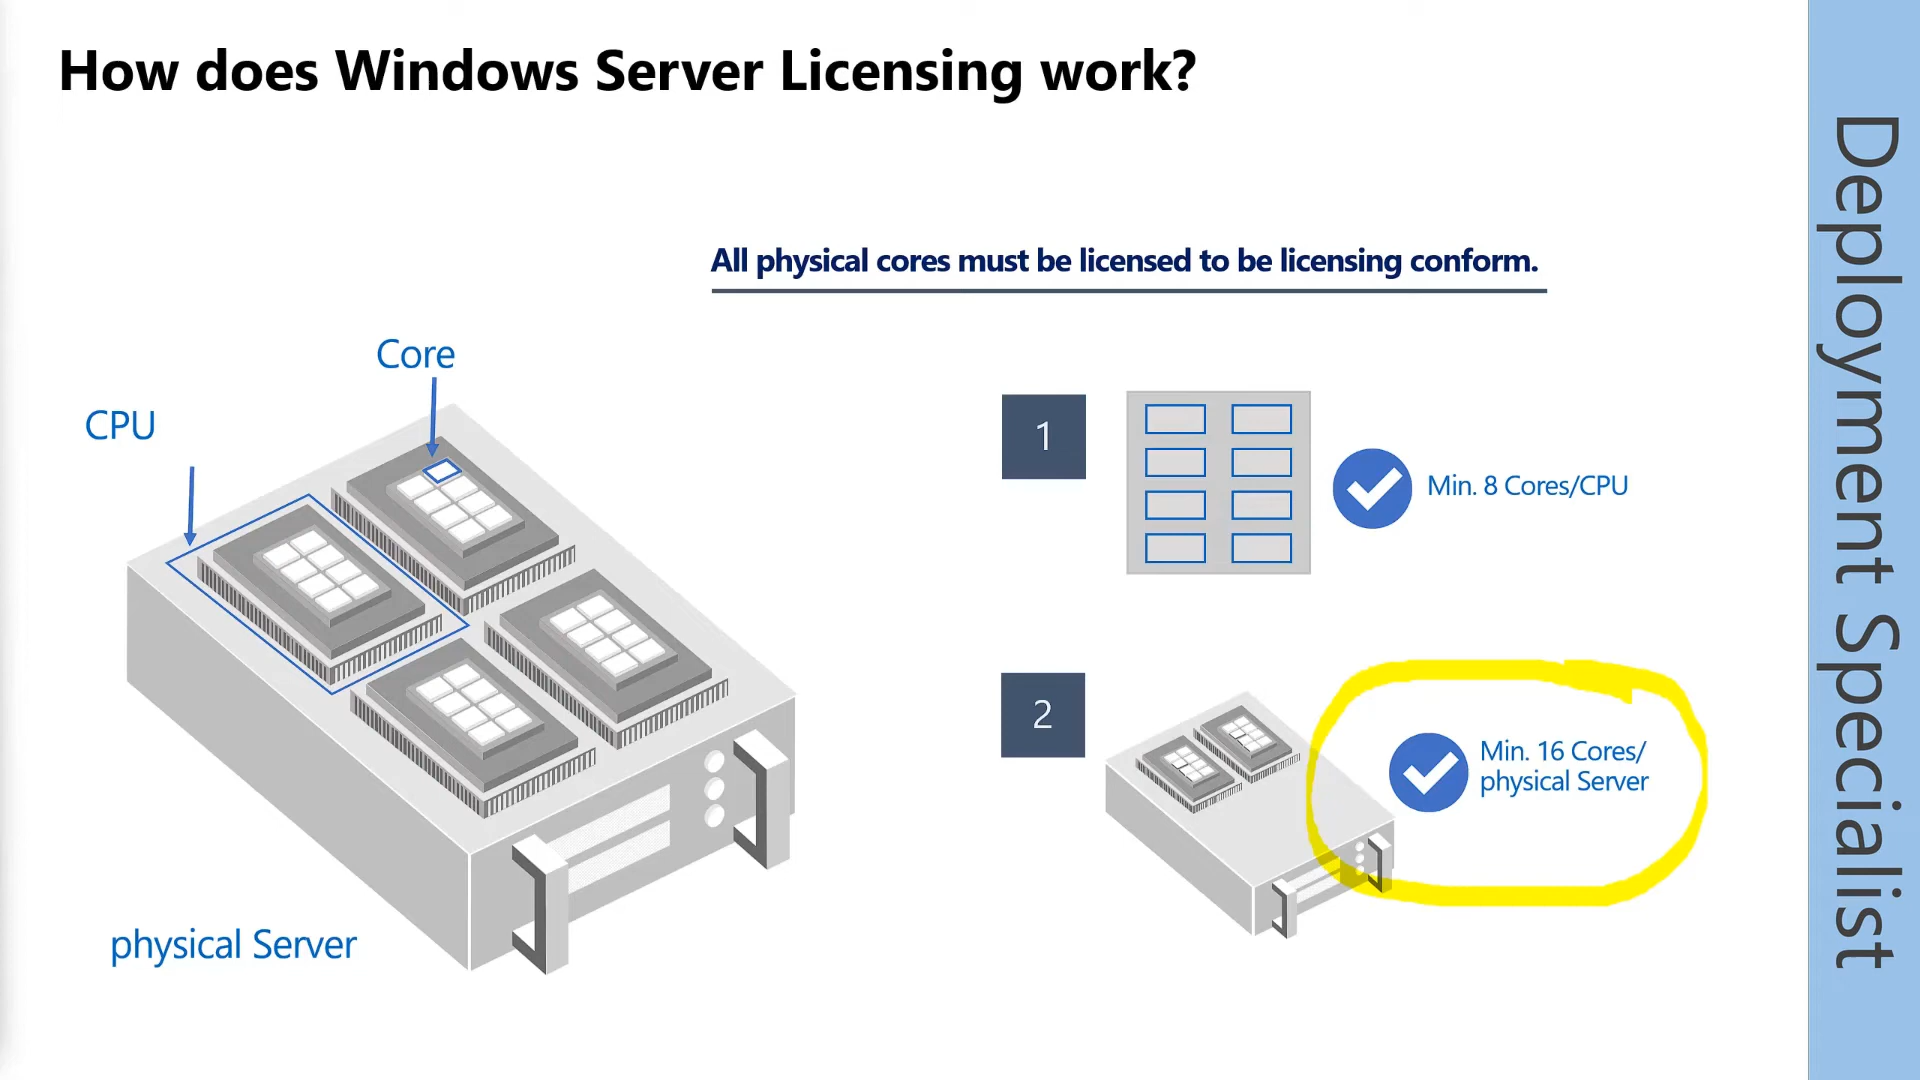 How does Windows Server Licensing work?
All physical cores must be licensed to be licensing conform.
Core
CPU
physical Server
1
Min. 8 Cores/CPU
2
Min. 16 Cores/
physical Server
Deployment Specialist